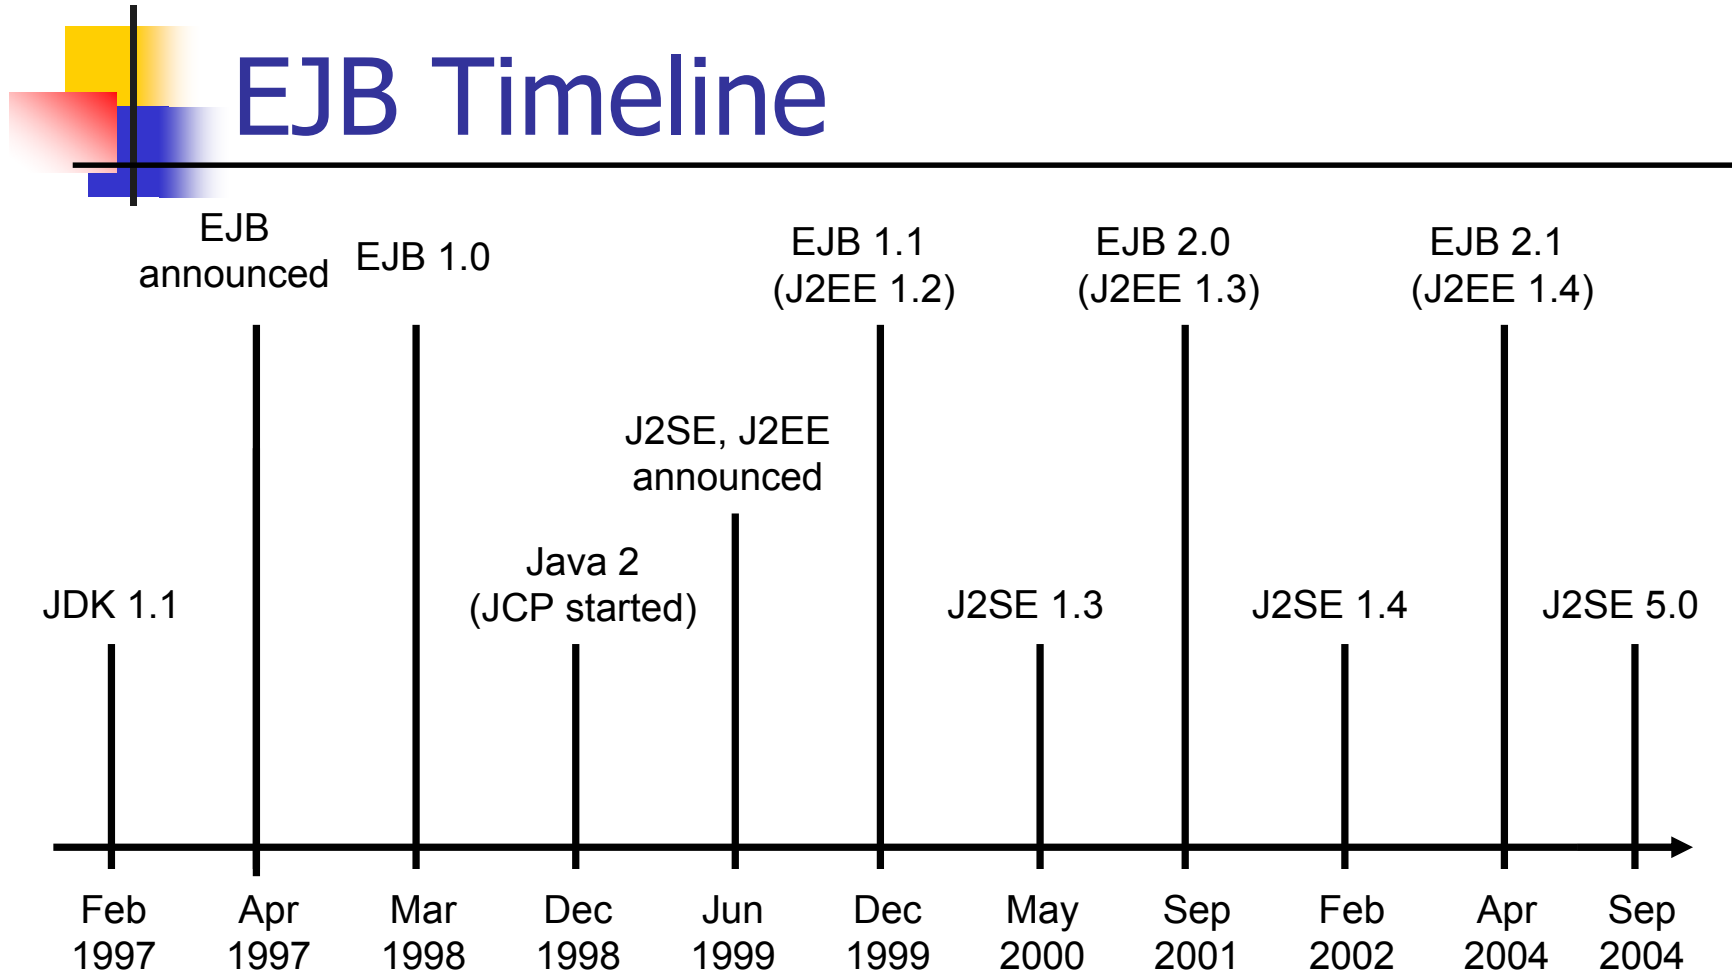 EJB Timeline
EJB
announced
EJB 1.0
EJB 1.1
(J2EE 1.2)
EJB 2.0
(J2EE 1.3)
EJB 2.1
(J2EE 1.4)
J2SE, J2EE
announced
Java 2
(JCP started)
JDK 1.1
J2SE 1.3
J2SE 1.4
J2SE 5.0
Feb
1997
Apr
1997
Mar
1998
Dec
1998
Jun
1999
Dec
1999
May
2000
Sep
2001
Feb
2002
Apr
2004
Sep
2004